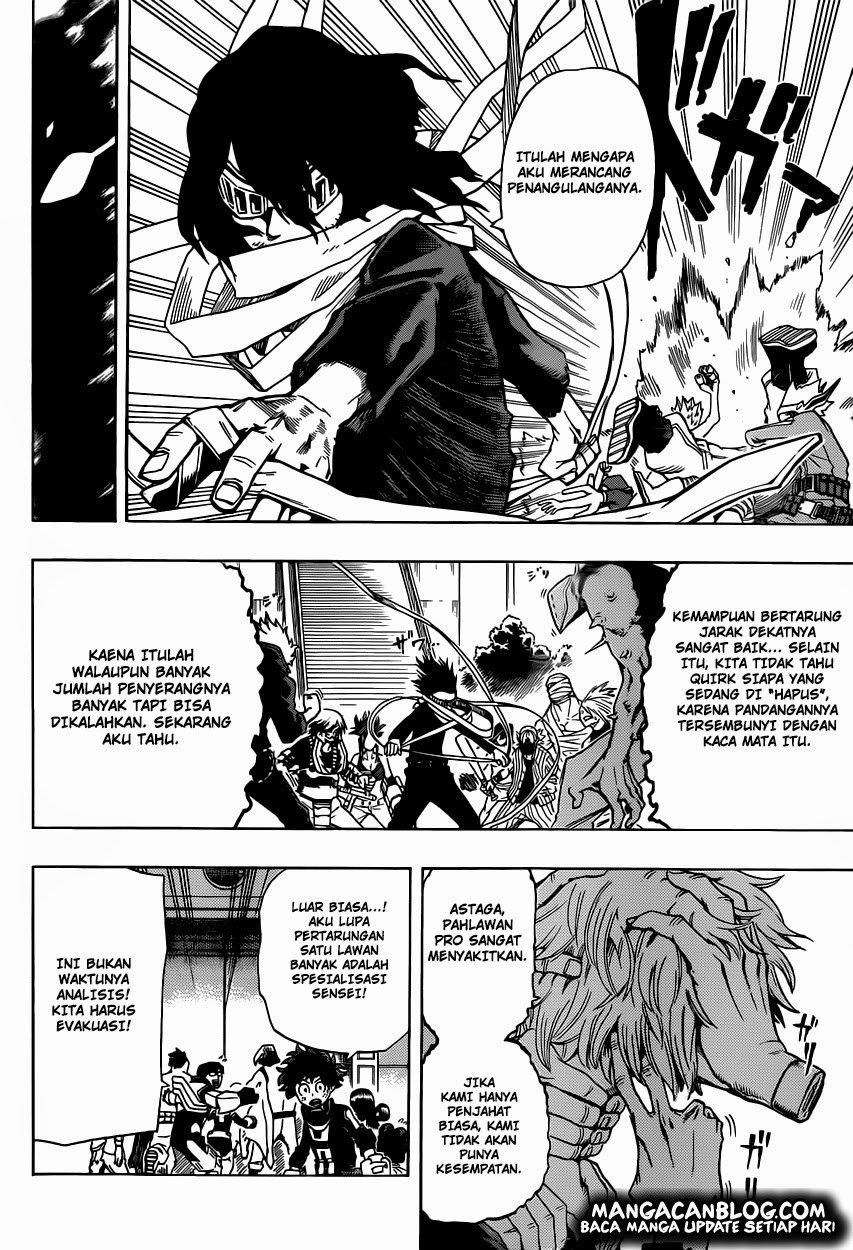 ITULAH MENGAPA
AKU MERANCANG
PENANGULANGANYA.
ドガガ
KEMAMPUAN BERTARUNG
JARAK DEKATNYA
SANGAT BAIK... SELAIN
ITU, KITA TIDAK TAHU
QUIRK SIAPA YANG
SEDANG DI "HAPUS",
KARENA PANDANGANNYA
TERSEMBUNYI DENGAN
KACA MATA ITU.
KAENA ITULAH
WALAUPUN BANYAK
JUMLAH PENYERANGNYA
BANYAK TAPI BISA
DIKALAHKAN. SEKARANG
AKU TAHU.
ASTAGA,
PAHLAWAN
PRO SANGAT
MENYAKITKAN.
JIKA
KAMI HANYA
PENJAHAT
BIASA, KAMI
TIDAK AKAN
PUNYA
KESEMPATAN.
LUAR BIASA...!
AKU LUPA
PERTARUNGAN
SATU LAWAN
BANYAK ADALAH
SPESIALISASI
SENSEI!
INI BUKAN
WAKTUNYA
ANALISIS!
KITA HARUS
EVAKUASI!
MANGACANBLOG.COM
BACA MANGA UPDATE SETIAP HARI